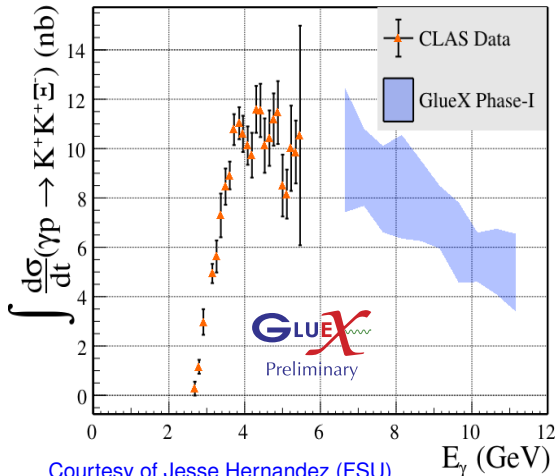 ∫ dσ/dt (γp → K⁺K⁺Ξ⁻) (nb)
14
12
10
8
6
4
2
0
CLAS Data
GlueX Phase-I
GLUEX
Preliminary
0 2 4 6 8 10 12
E_γ (GeV)
Courtesy of Jesse Hernandez (FSU)